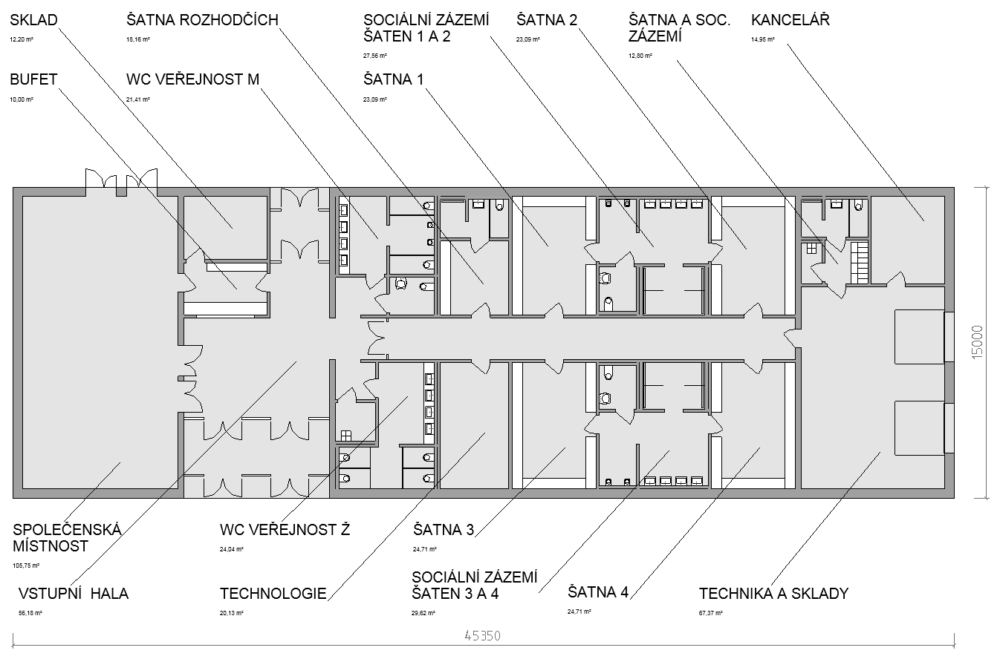 SKLAD
12,20 m²
ŠATNA ROZHODČÍCH
18,16 m²
SOCIÁLNÍ ZÁZEMÍ
ŠATEN 1 A 2
27,56 m²
ŠATNA 2
23,09 m²
ŠATNA A SOC.
ZÁZEMÍ
12,80 m²
KANCELÁŘ
14,95 m²
BUFET
10,00 m²
WC VEŘEJNOST M
21,41 m²
ŠATNA 1
23,09 m²
15000
SPOLEČENSKÁ
MÍSTNOST
105,75 m²
WC VEŘEJNOST Ž
24,04 m²
ŠATNA 3
24,71 m²
VSTUPNÍ HALA
56,18 m²
TECHNOLOGIE
20,13 m²
SOCIÁLNÍ ZÁZEMÍ
ŠATEN 3 A 4
29,62 m²
ŠATNA 4
24,71 m²
TECHNIKA A SKLADY
67,37 m²
45350